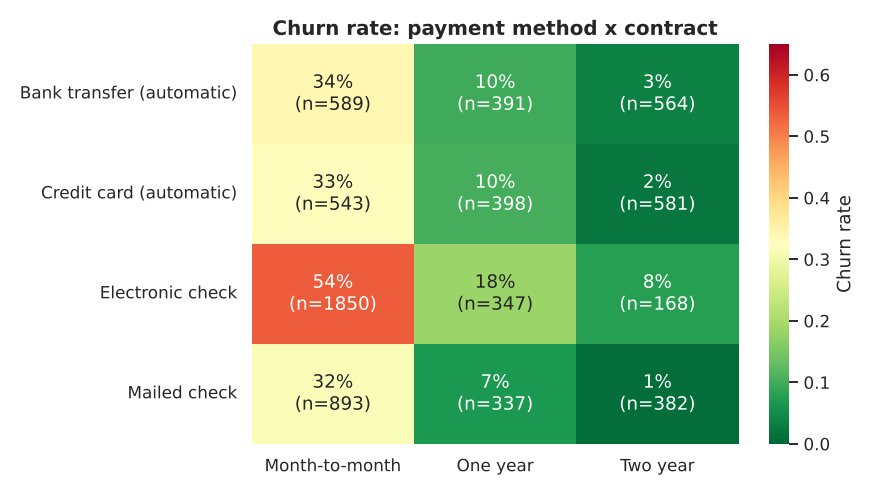 Churn rate: payment method x contract
Bank transfer (automatic)
34%
(n=589)
10%
(n=391)
3%
(n=564)
Credit card (automatic)
33%
(n=543)
10%
(n=398)
2%
(n=581)
Electronic check
54%
(n=1850)
18%
(n=347)
8%
(n=168)
Mailed check
32%
(n=893)
7%
(n=337)
1%
(n=382)
Month-to-month
One year
Two year
0.6
0.5
0.4
0.3
0.2
0.1
0.0
Churn rate